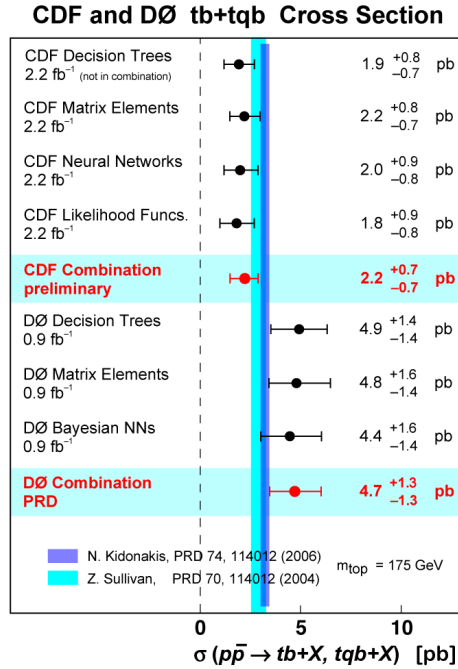 CDF and DØ tb+tqb Cross Section
CDF Decision Trees
2.2 fb⁻¹ (not in combination)
1.9 +0.8 −0.7 pb
CDF Matrix Elements
2.2 fb⁻¹
2.2 +0.8 −0.7 pb
CDF Neural Networks
2.2 fb⁻¹
2.0 +0.9 −0.8 pb
CDF Likelihood Funcs.
2.2 fb⁻¹
1.8 +0.9 −0.8 pb
CDF Combination
preliminary
2.2 +0.7 −0.7 pb
DØ Decision Trees
0.9 fb⁻¹
4.9 +1.4 −1.4 pb
DØ Matrix Elements
0.9 fb⁻¹
4.8 +1.6 −1.4 pb
DØ Bayesian NNs
0.9 fb⁻¹
4.4 +1.6 −1.4 pb
DØ Combination
PRD
4.7 +1.3 −1.3 pb
N. Kidonakis, PRD 74, 114012 (2006)
Z. Sullivan, PRD 70, 114012 (2004)
m_top = 175 GeV
0 5 10
σ (pp̄ → tb+X, tqb+X) [pb]